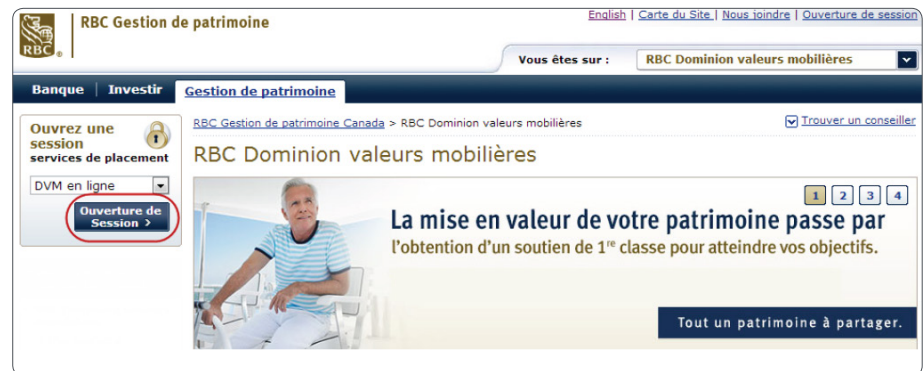 RBC Gestion de patrimoine
RBC
®
English | Carte du Site | Nous joindre | Ouverture de session
Vous êtes sur : RBC Dominion valeurs mobilières
Banque | Investir Gestion de patrimoine
Ouvrez une
session
services de placement
DVM en ligne
Ouverture de
Session >
RBC Gestion de patrimoine Canada > RBC Dominion valeurs mobilières
Trouver un conseiller
RBC Dominion valeurs mobilières
1 2 3 4
La mise en valeur de votre patrimoine passe par
l'obtention d'un soutien de 1re classe pour atteindre vos objectifs.
Tout un patrimoine à partager.